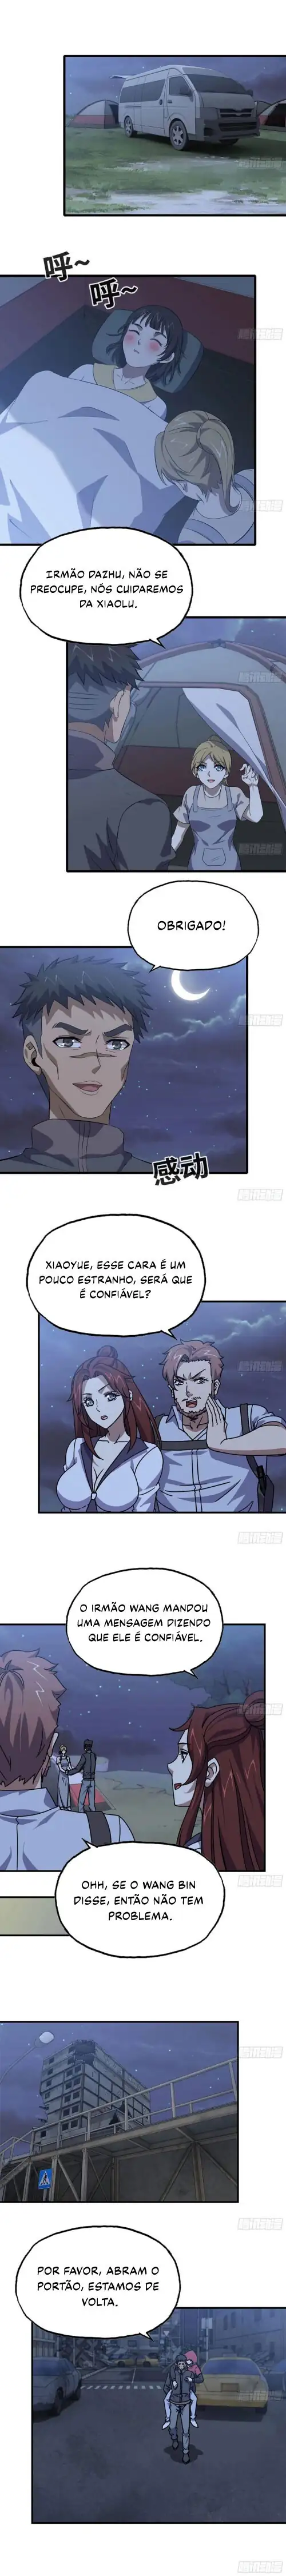 呼~
呼~
IRMÃO DAZHU, NÃO SE
PREOCUPE, NÓS CUIDAREMOS
DA XIAOLU.
OBRIGADO!
感动
XIAOYUE, ESSE CARA É UM
POUCO ESTRANHO, SERÁ QUE
É CONFIÁVEL?
O IRMÃO WANG MANDOU
UMA MENSAGEM DIZENDO
QUE ELE É CONFIÁVEL.
OHH, SE O WANG BIN
DISSE, ENTÃO NÃO TEM
PROBLEMA.
POR FAVOR, ABRAM O
PORTÃO, ESTAMOS DE
VOLTA.